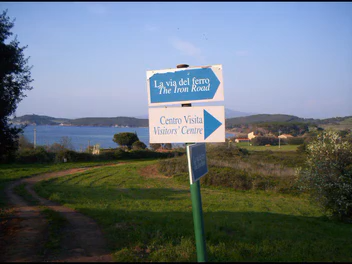 La via del ferro
The Iron Road
Centro Visita
Visitors' Centre